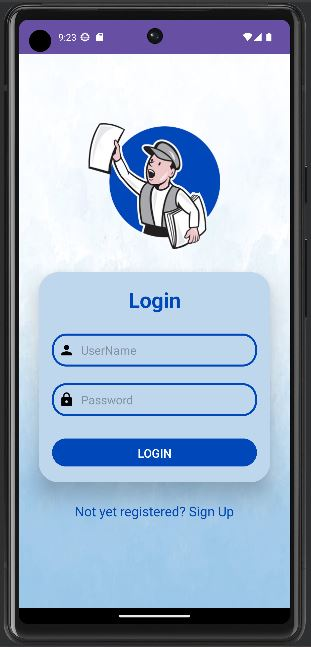 9:23
Login
UserName
Password
LOGIN
Not yet registered? Sign Up